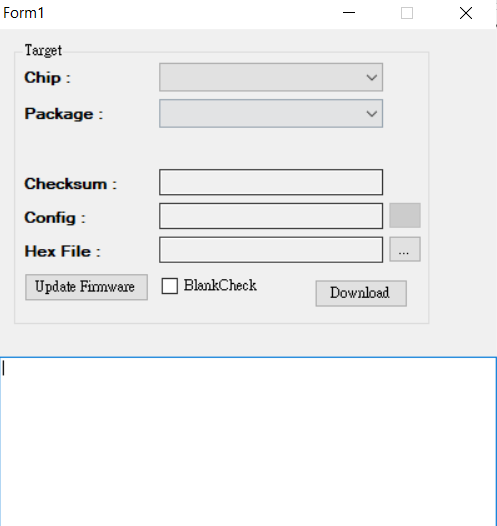 Form1
Target
Chip :
Package :
Checksum :
Config :
Hex File :
...
Update Firmware
BlankCheck
Download